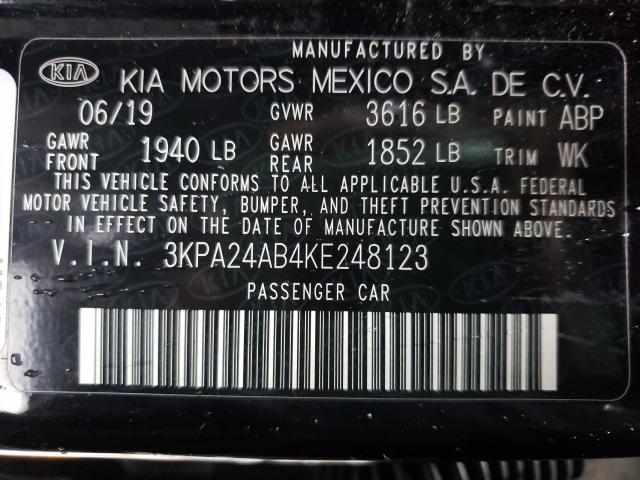 MANUFACTURED BY
KIA KIA MOTORS MEXICO S.A. DE C.V.
06/19 GVWR 3616 LB PAINT ABP
GAWR FRONT 1940 LB GAWR REAR 1852 LB TRIM WK
THIS VEHICLE CONFORMS TO ALL APPLICABLE U.S.A. FEDERAL
MOTOR VEHICLE SAFETY, BUMPER, AND THEFT PREVENTION STANDARDS
IN EFFECT ON THE DATE OF MANUFACTURE SHOWN ABOVE.
V.I.N. 3KPA24AB4KE248123
PASSENGER CAR